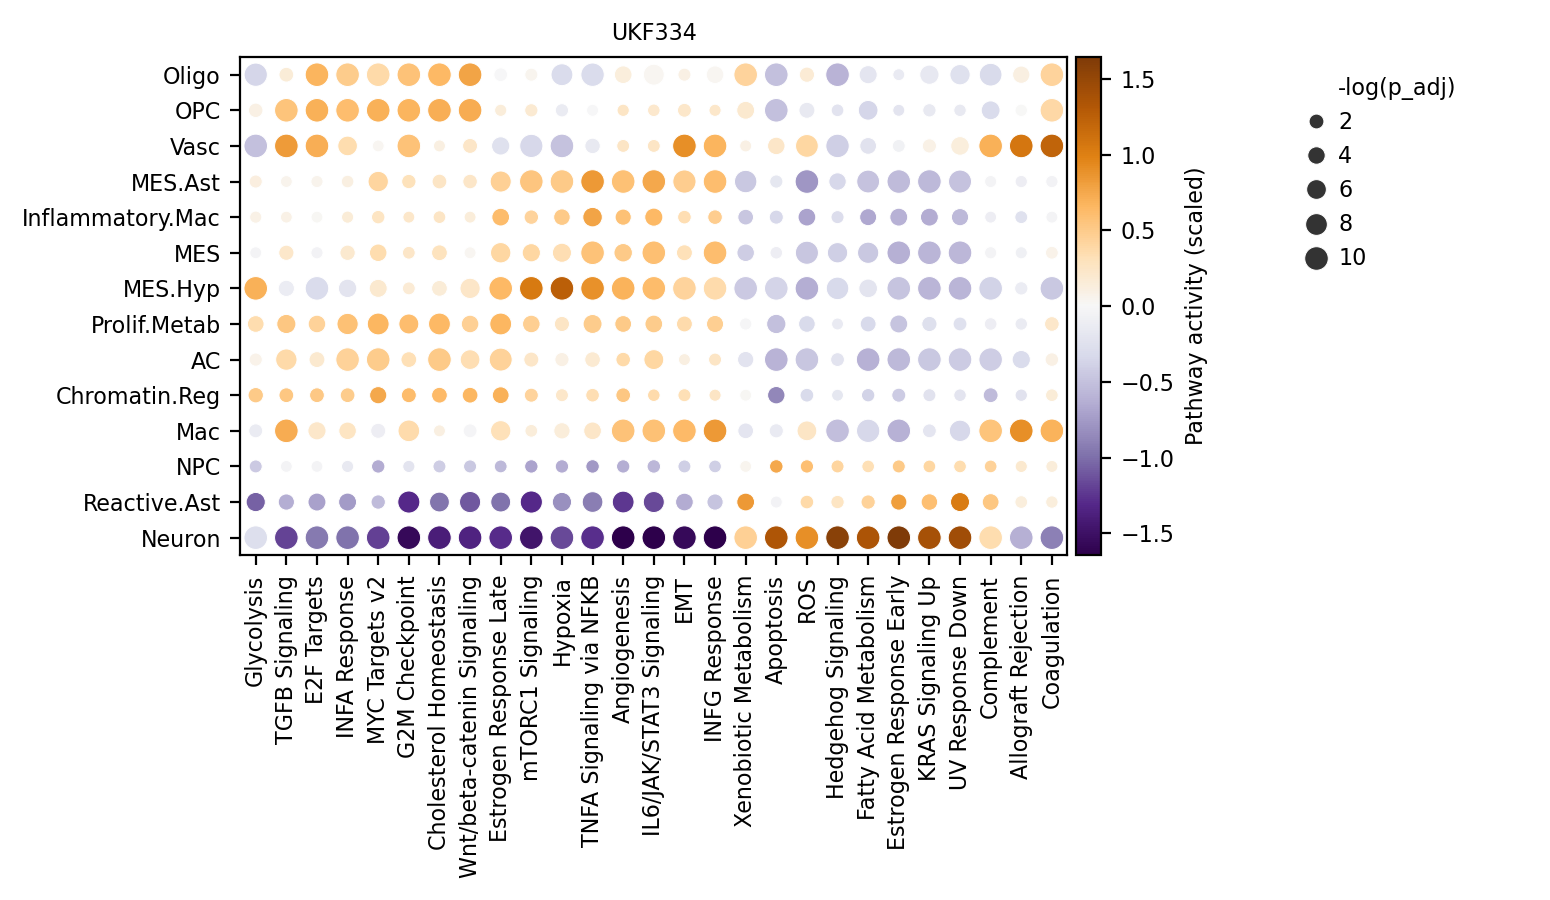 UKF334
Oligo
OPC
Vasc
MES.Ast
Inflammatory.Mac
MES
MES.Hyp
Prolif.Metab
AC
Chromatin.Reg
Mac
NPC
Reactive.Ast
Neuron
Glycolysis
TGFB Signaling
E2F Targets
INFA Response
MYC Targets v2
G2M Checkpoint
Cholesterol Homeostasis
Wnt/beta-catenin Signaling
Estrogen Response Late
mTORC1 Signaling
Hypoxia
TNFA Signaling via NFKB
Angiogenesis
IL6/JAK/STAT3 Signaling
EMT
INFG Response
Xenobiotic Metabolism
Apoptosis
ROS
Hedgehog Signaling
Fatty Acid Metabolism
Estrogen Response Early
KRAS Signaling Up
UV Response Down
Complement
Allograft Rejection
Coagulation
1.5
1.0
0.5
0.0
−0.5
−1.0
−1.5
Pathway activity (scaled)
-log(p_adj)
2
4
6
8
10